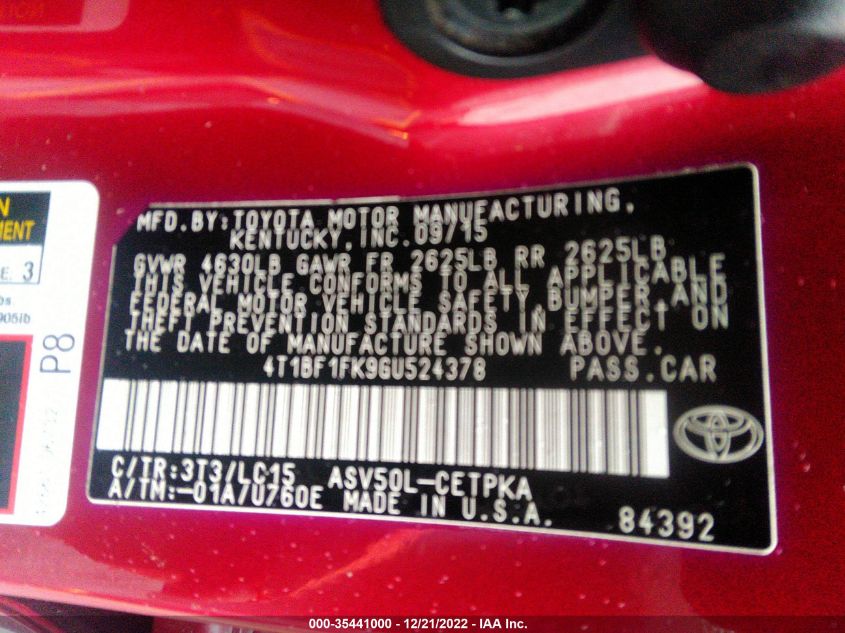 MFD.BY:TOYOTA MOTOR MANUFACTURING,
KENTUCKY, INC. 09/15
GVWR 4630LB GAWR FR 2625LB RR 2625LB
THIS VEHICLE CONFORMS TO ALL APPLICABLE
FEDERAL MOTOR VEHICLE SAFETY, BUMPER, AND
THEFT PREVENTION STANDARDS IN EFFECT ON
THE DATE OF MANUFACTURE SHOWN ABOVE.
4T1BF1FK9GU524378 PASS.CAR
C/TR:3T3/LC15 ASV50L-CETPKA
A/TM:-01A/U760E MADE IN U.S.A.
84392
E: 3
P8
000-35441000 - 12/21/2022 - IAA Inc.